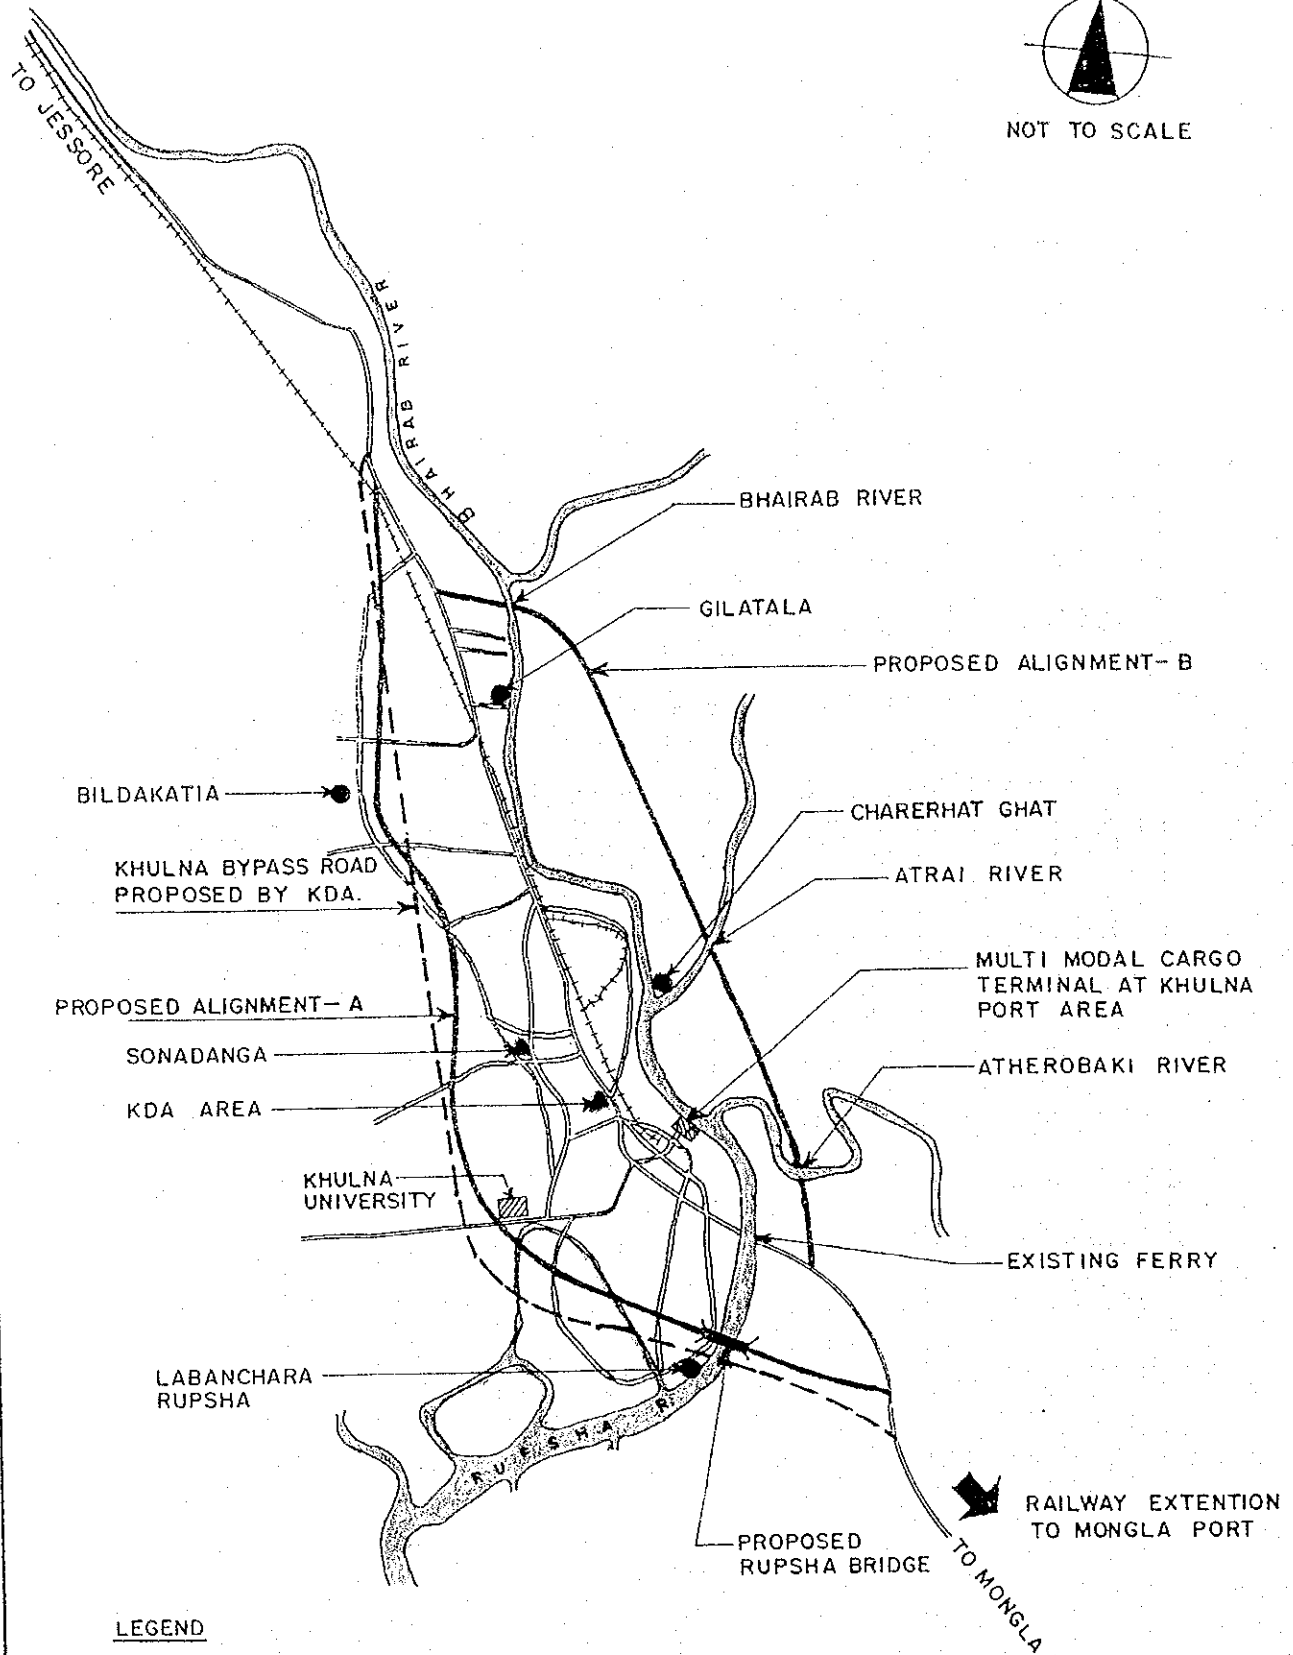 NOT TO SCALE
TO JESSORE
BHAIRAB RIVER
BHAIRAB RIVER
GILATALA
PROPOSED ALIGNMENT-B
BILDAKATIA
CHARERHAT GHAT
KHULNA BYPASS ROAD
PROPOSED BY KDA.
ATRAI RIVER
MULTI MODAL CARGO
TERMINAL AT KHULNA
PORT AREA
PROPOSED ALIGNMENT-A
SONADANGA
ATHEROBAKI RIVER
KDA AREA
KHULNA
UNIVERSITY
EXISTING FERRY
LABANCHARA
RUPSHA
RUPSHA R.
RAILWAY EXTENTION
TO MONGLA PORT
PROPOSED
RUPSHA BRIDGE
TO MONGLA
LEGEND